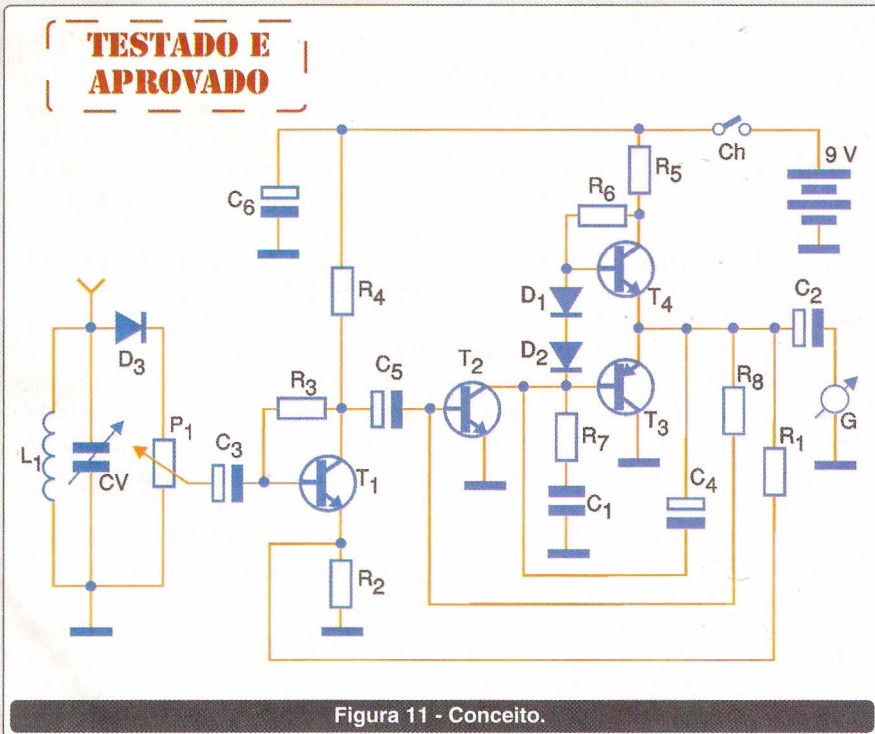 TESTADO E
APROVADO
Ch
9 V
R5
R6
C6
R4
T4
D1
C2
D3
D2
T2
C5
R3
R8
T3
L1
P1
C3
R7
R1
G
CV
T1
C4
C1
R2
Figura 11 - Conceito.